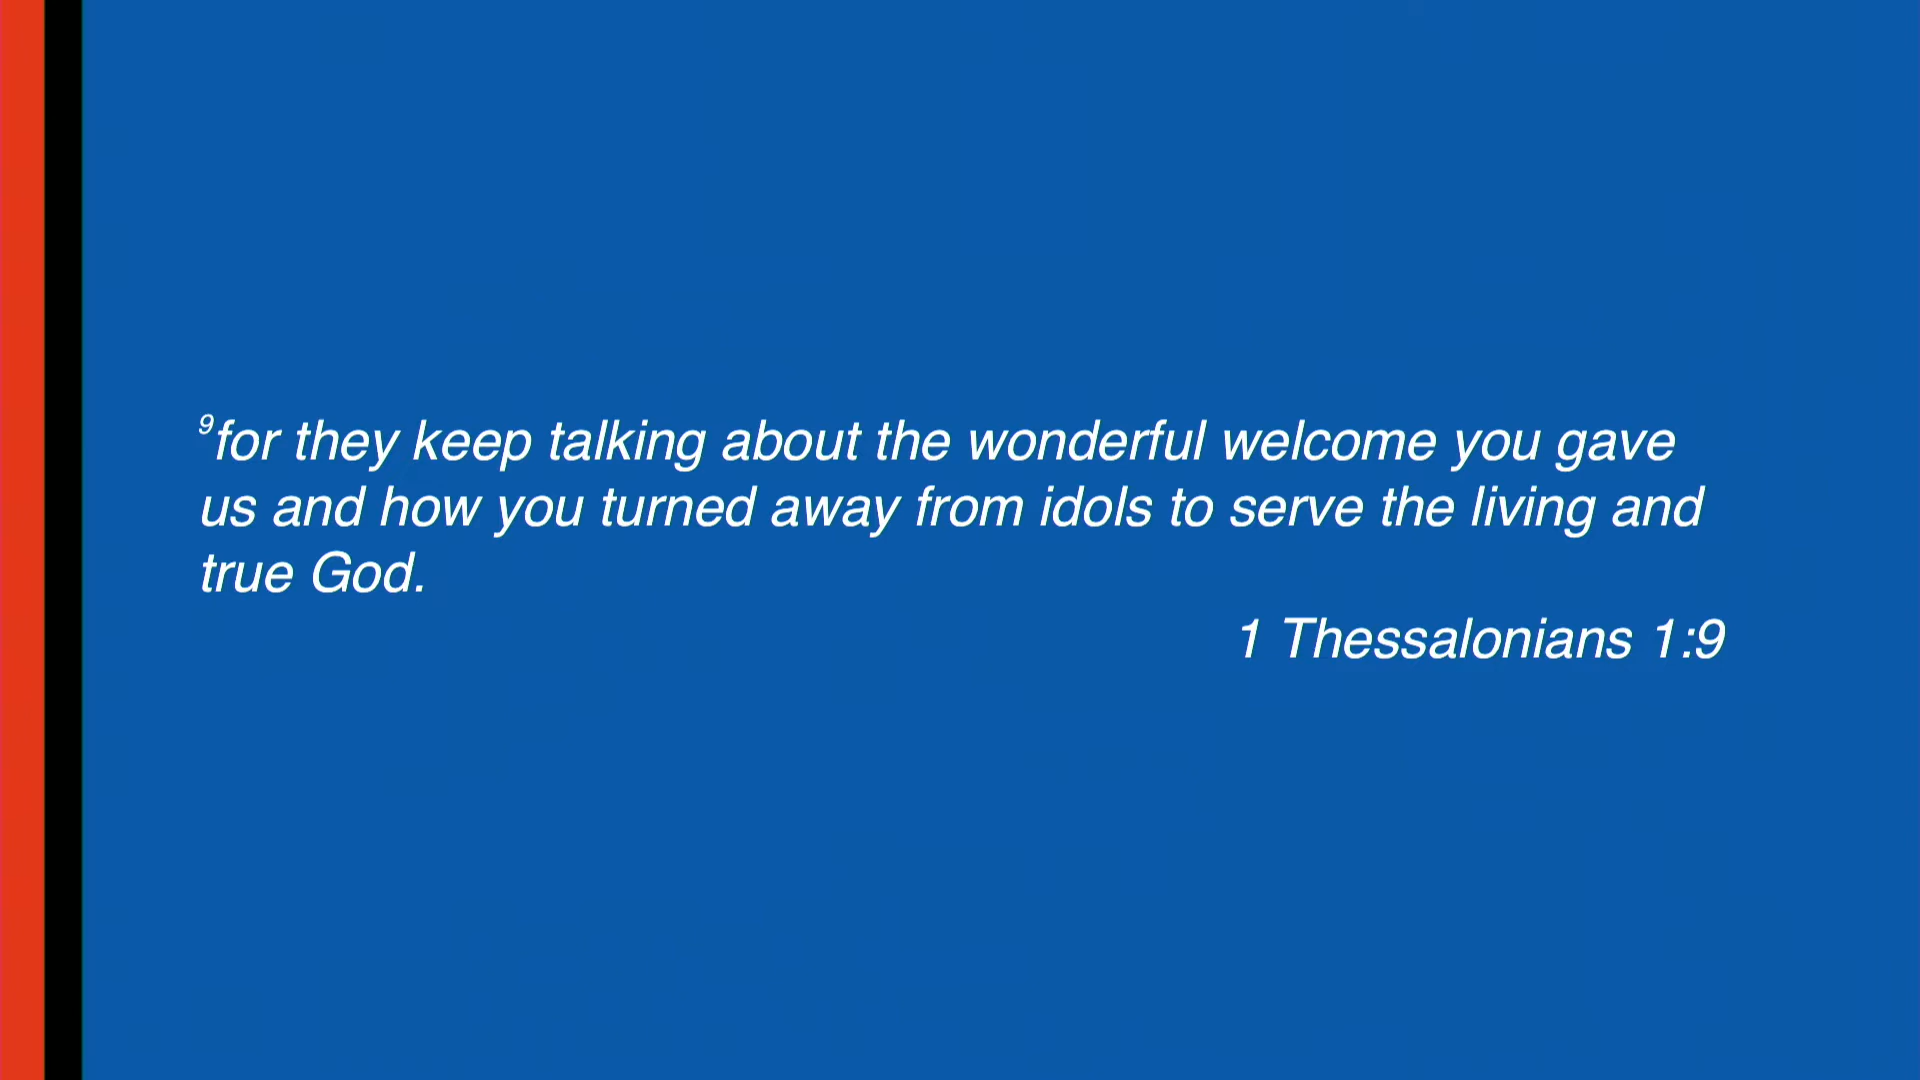 ⁹for they keep talking about the wonderful welcome you gave
us and how you turned away from idols to serve the living and
true God.
1 Thessalonians 1:9